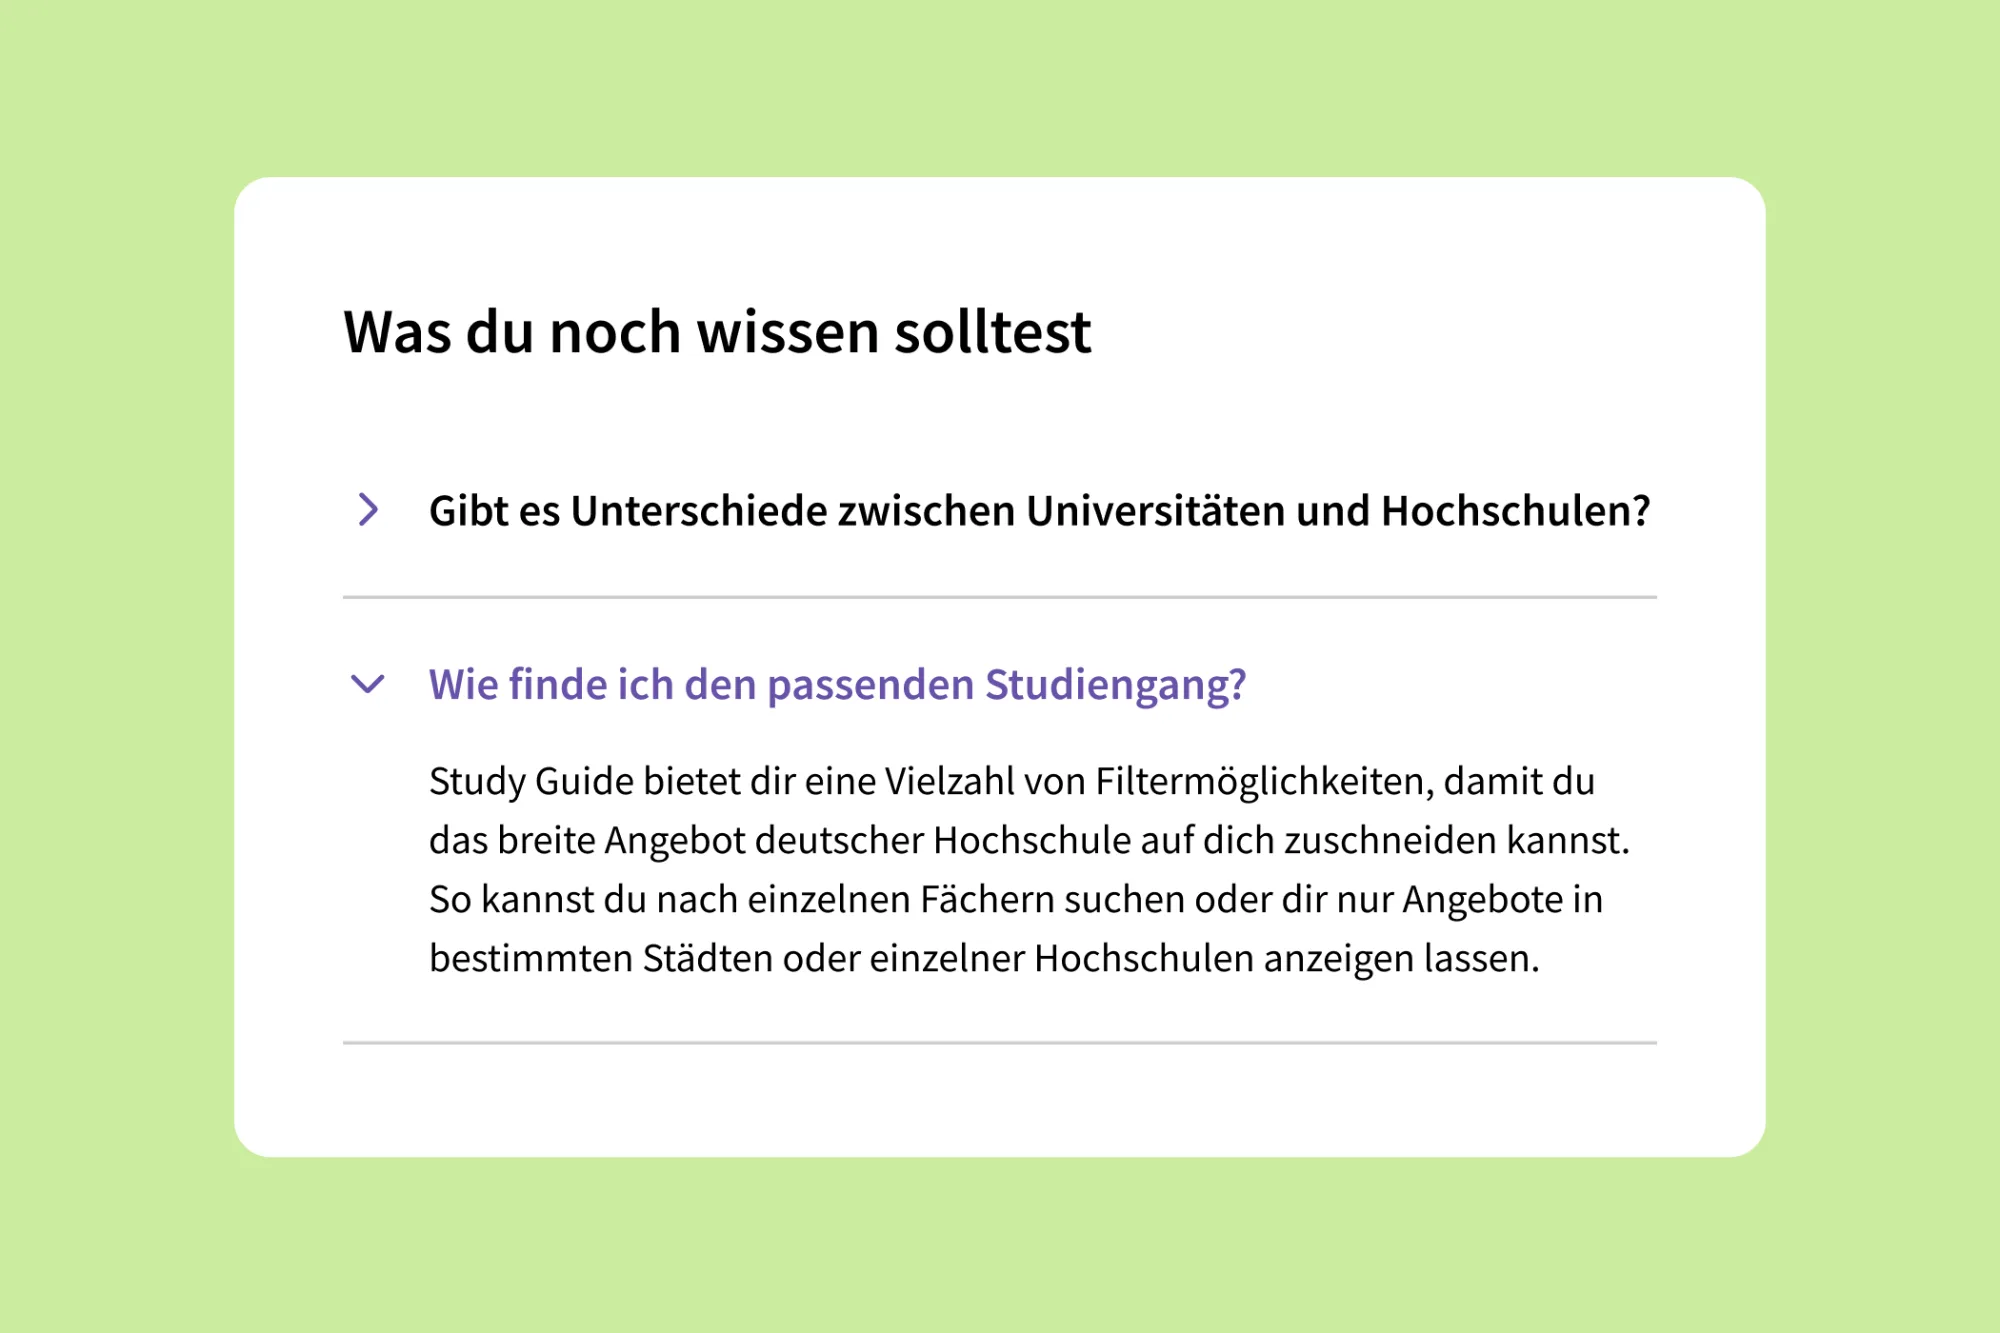 Was du noch wissen solltest
Gibt es Unterschiede zwischen Universitäten und Hochschulen?
Wie finde ich den passenden Studiengang?
Study Guide bietet dir eine Vielzahl von Filtermöglichkeiten, damit du
das breite Angebot deutscher Hochschule auf dich zuschneiden kannst.
So kannst du nach einzelnen Fächern suchen oder dir nur Angebote in
bestimmten Städten oder einzelner Hochschulen anzeigen lassen.